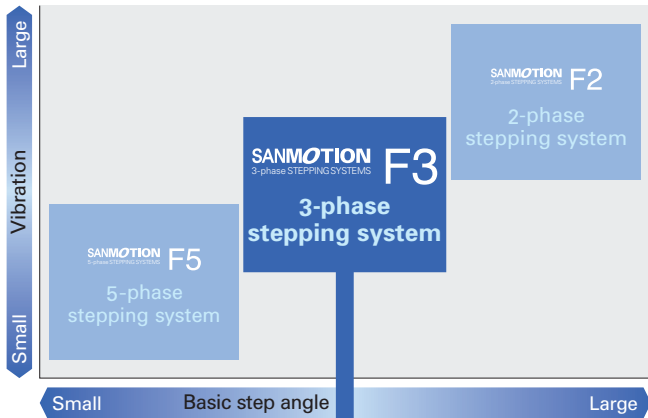 Large
Vibration
Small
SANMOTION F2
2-phase STEPPING SYSTEMS
2-phase
stepping system
SANMOTION F3
3-phase STEPPING SYSTEMS
3-phase
stepping system
SANMOTION F5
5-phase STEPPING SYSTEMS
5-phase
stepping system
Small
Basic step angle
Large